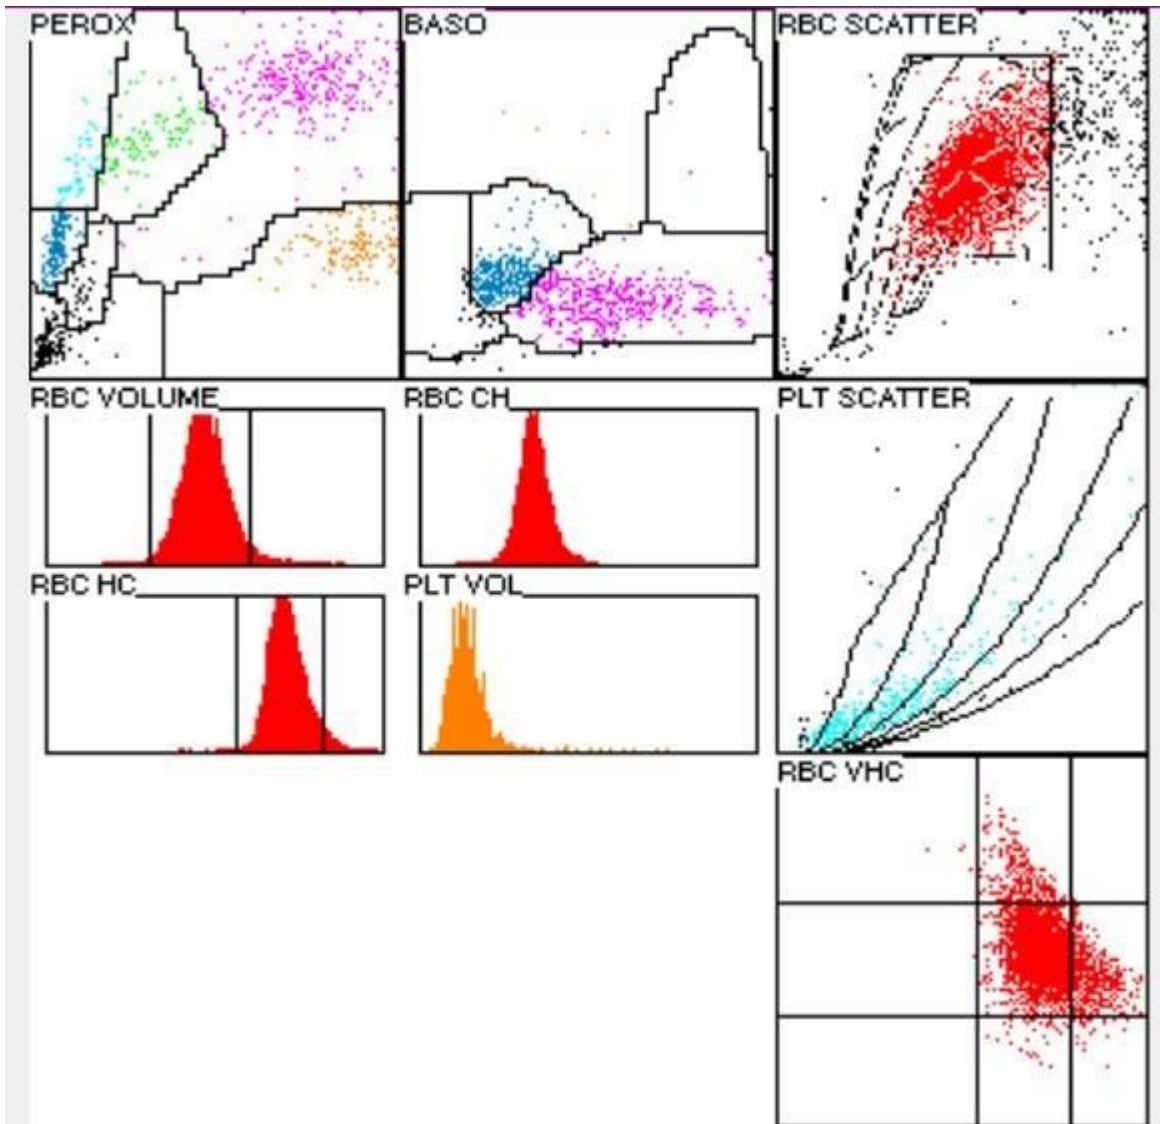 PEROX
BASO
RBC SCATTER
RBC VOLUME
RBC CH
PLT SCATTER
RBC HC
PLT VOL
RBC VHC